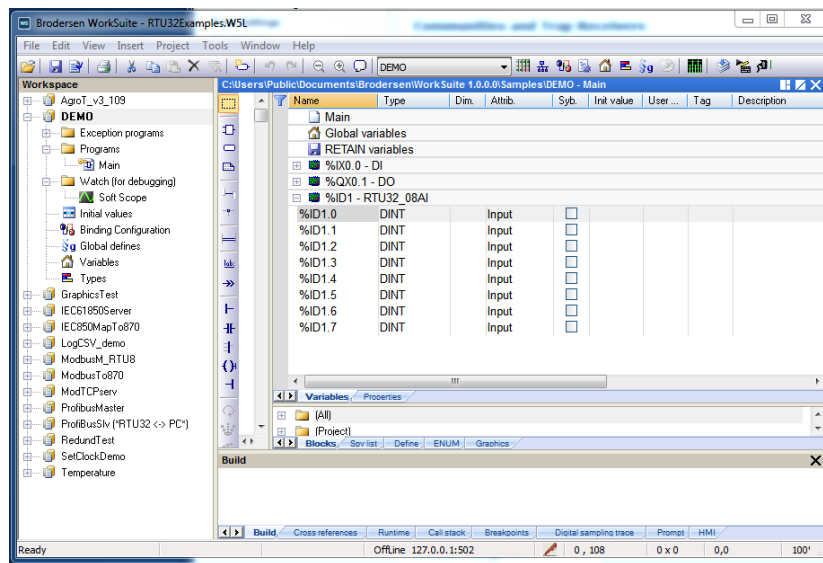 Brodersen WorkSuite - RTU32Examples.W5L
File Edit View Insert Project Tools Window Help
DEMO
Workspace
C:\Users\Public\Documents\Brodersen\WorkSuite 1.0.0.0\Samples\DEMO - Main
AgroT_v3_109
DEMO
Exception programs
Programs
Main
Watch (for debugging)
Soft Scope
Initial values
Binding Configuration
Global defines
Variables
Types
GraphicsTest
IEC61850Server
IEC850MapTo870
LogCSV_demo
ModbusM_RTU8
ModbusTo870
ModTCPserv
ProfibusMaster
ProfiBusSlv (*RTU32 <-> PC*)
RedundTest
SetClockDemo
Temperature
Name Type Dim. Attrib. Syb. Init value User ... Tag Description
Main
Global variables
RETAIN variables
%IX0.0 - DI
%QX0.1 - DO
%ID1 - RTU32_08AI
%ID1.0 DINT Input
%ID1.1 DINT Input
%ID1.2 DINT Input
%ID1.3 DINT Input
%ID1.4 DINT Input
%ID1.5 DINT Input
%ID1.6 DINT Input
%ID1.7 DINT Input
Variables Properties
(All)
(Project)
Blocks Spv list Define ENUM Graphics
Build
Build Cross references Runtime Call stack Breakpoints Digital sampling trace Prompt HMI
Ready OffLine 127.0.0.1:502 0 , 108 0 x 0 0,0 100%